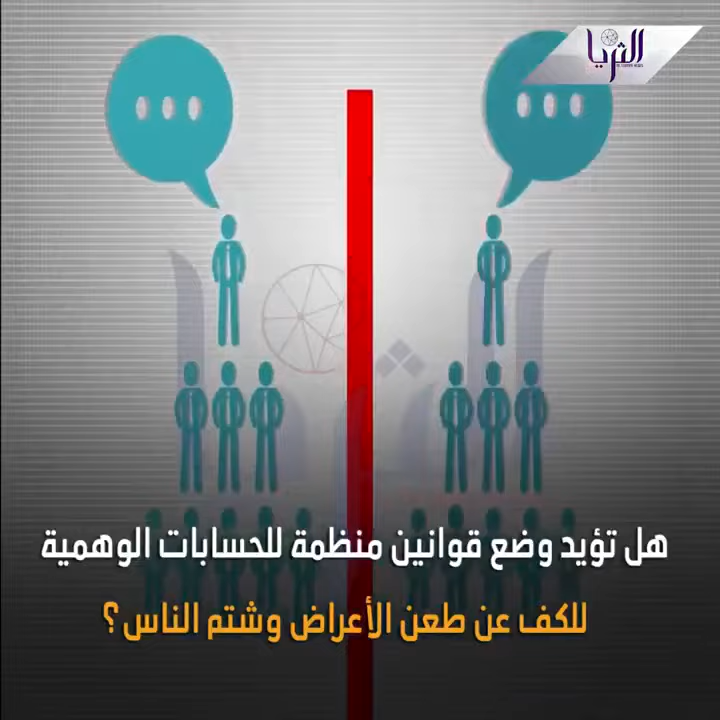 الثريا
هل تؤيد وضع قوانين منظمة للحسابات الوهمية
للكف عن طعن الأعراض وشتم الناس؟